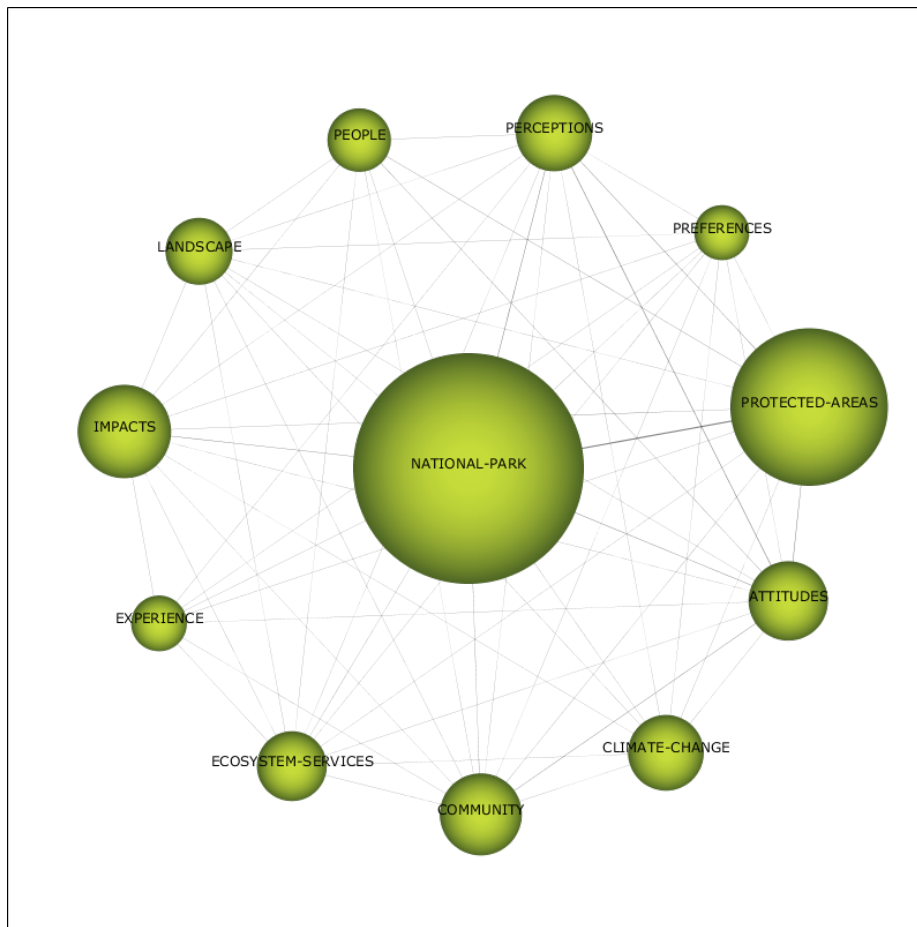 PERCEPTIONS
PEOPLE
PREFERENCES
LANDSCAPE
PROTECTED-AREAS
IMPACTS
NATIONAL-PARK
ATTITUDES
EXPERIENCE
CLIMATE-CHANGE
ECOSYSTEM-SERVICES
COMMUNITY